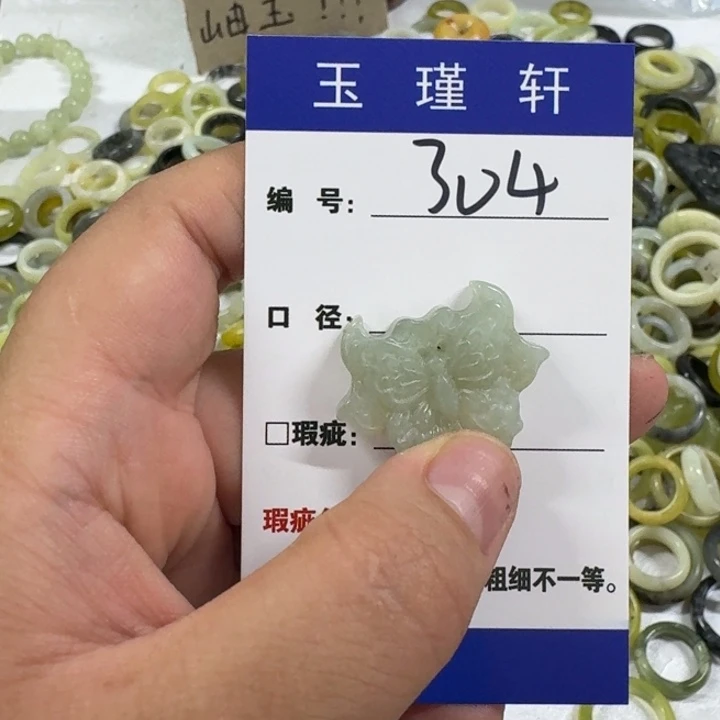 岫玉!!!
玉瑾轩
编 号: 304
口 径:
□瑕疵:
瑕疵
粗细不一等。